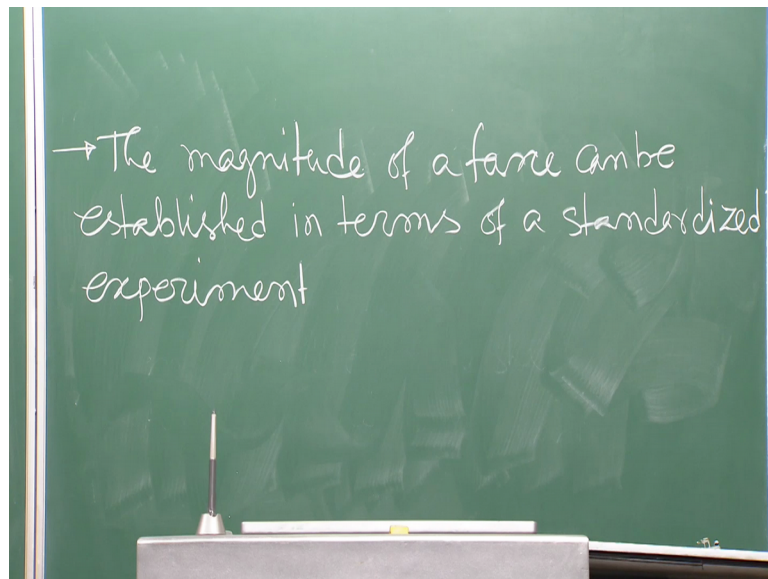 → The magnitude of a force can be
established in terms of a standardized
experiment